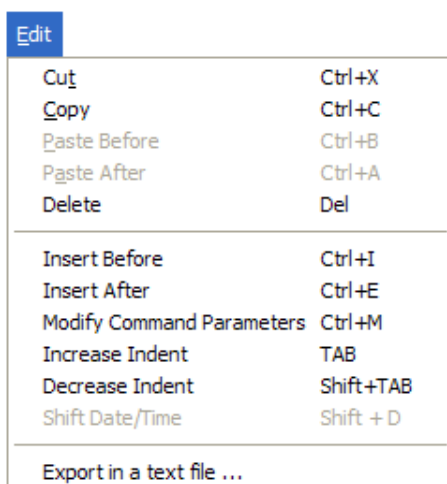 Edit
Cut Ctrl+X
Copy Ctrl+C
Paste Before Ctrl+B
Paste After Ctrl+A
Delete Del
Insert Before Ctrl+I
Insert After Ctrl+E
Modify Command Parameters Ctrl+M
Increase Indent TAB
Decrease Indent Shift+TAB
Shift Date/Time Shift + D
Export in a text file ...